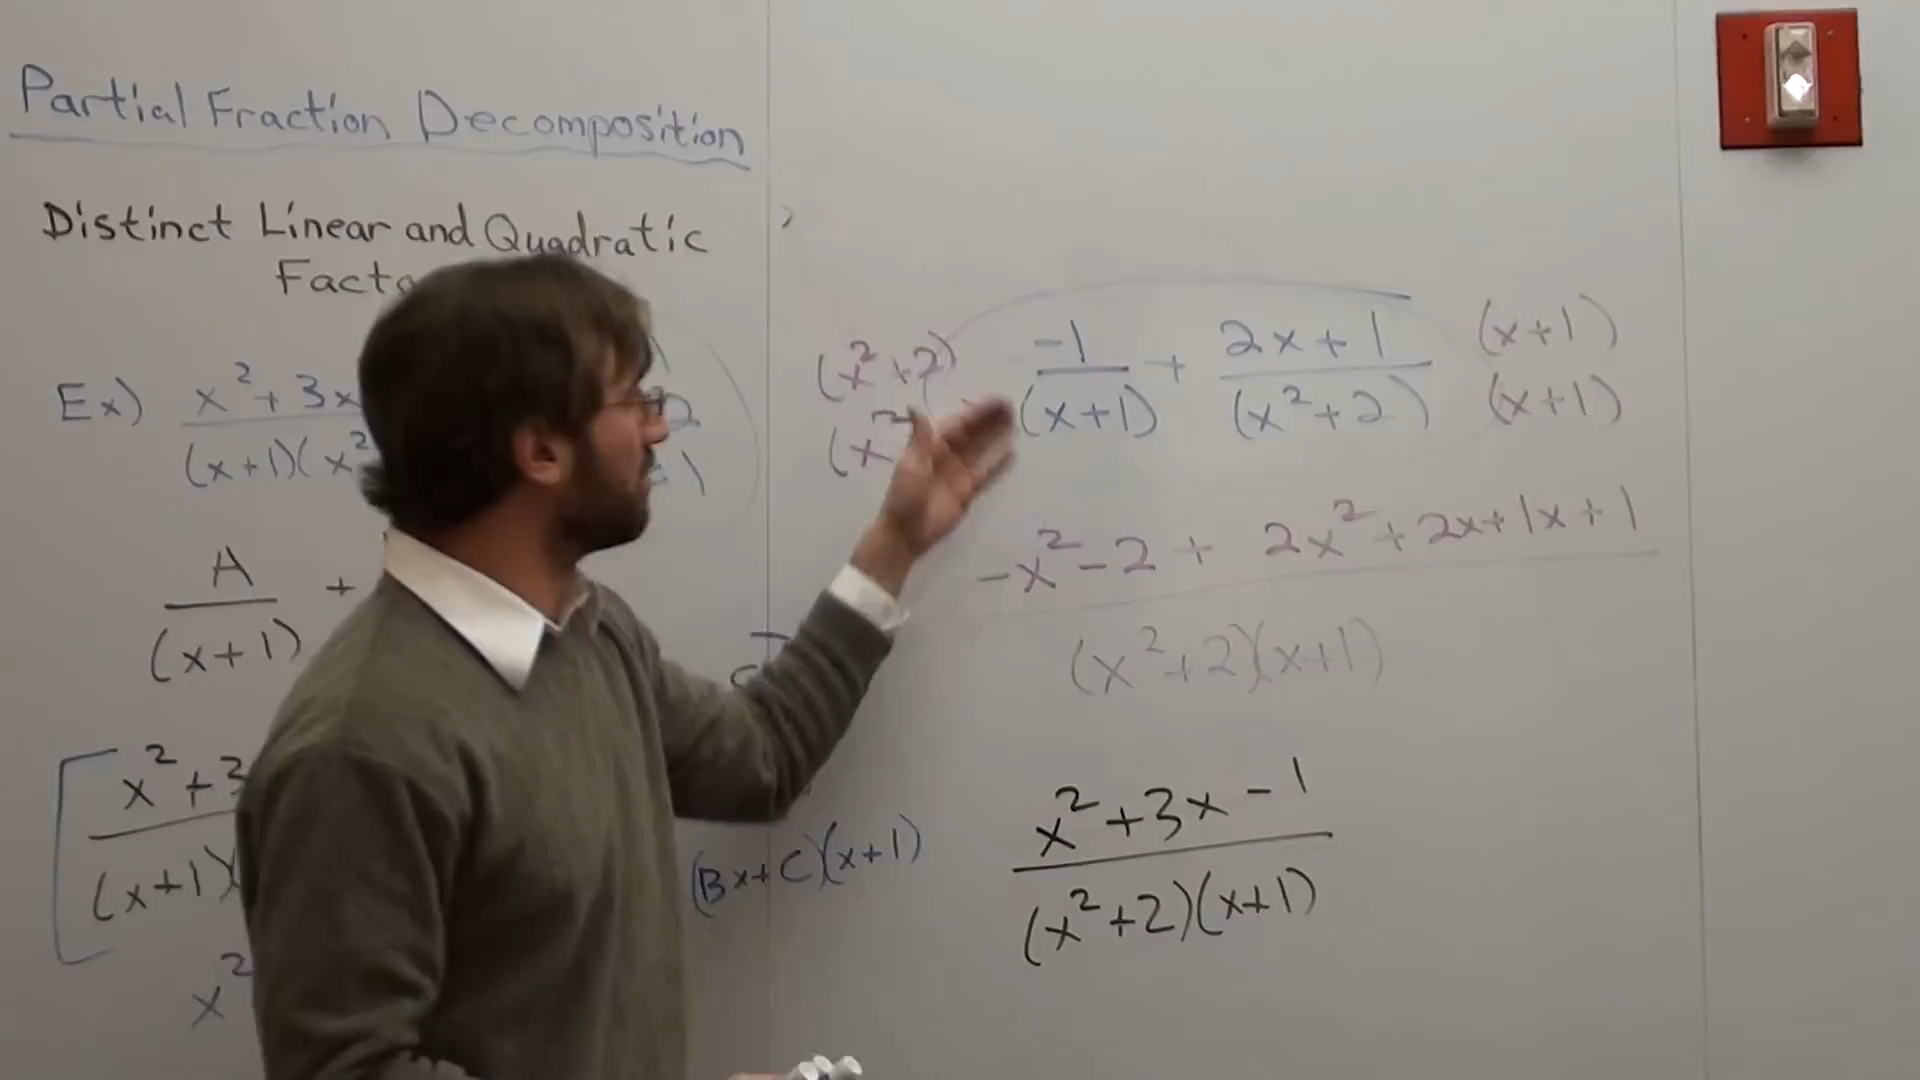 Partial Fraction Decomposition
Distinct Linear and Quadratic
Facto
Ex) x² + 3x
(x+1)(x²
A
(x+1)
+
x² + 3
(x+1)(
x²
(Bx+C)(x+1)
(x²+2) -1 + 2x+1 (x+1)
(x² (x+1) (x²+2) (x+1)
-x² - 2 + 2x² + 2x + 1x + 1
(x²+2)(x+1)
x² + 3x - 1
(x²+2)(x+1)